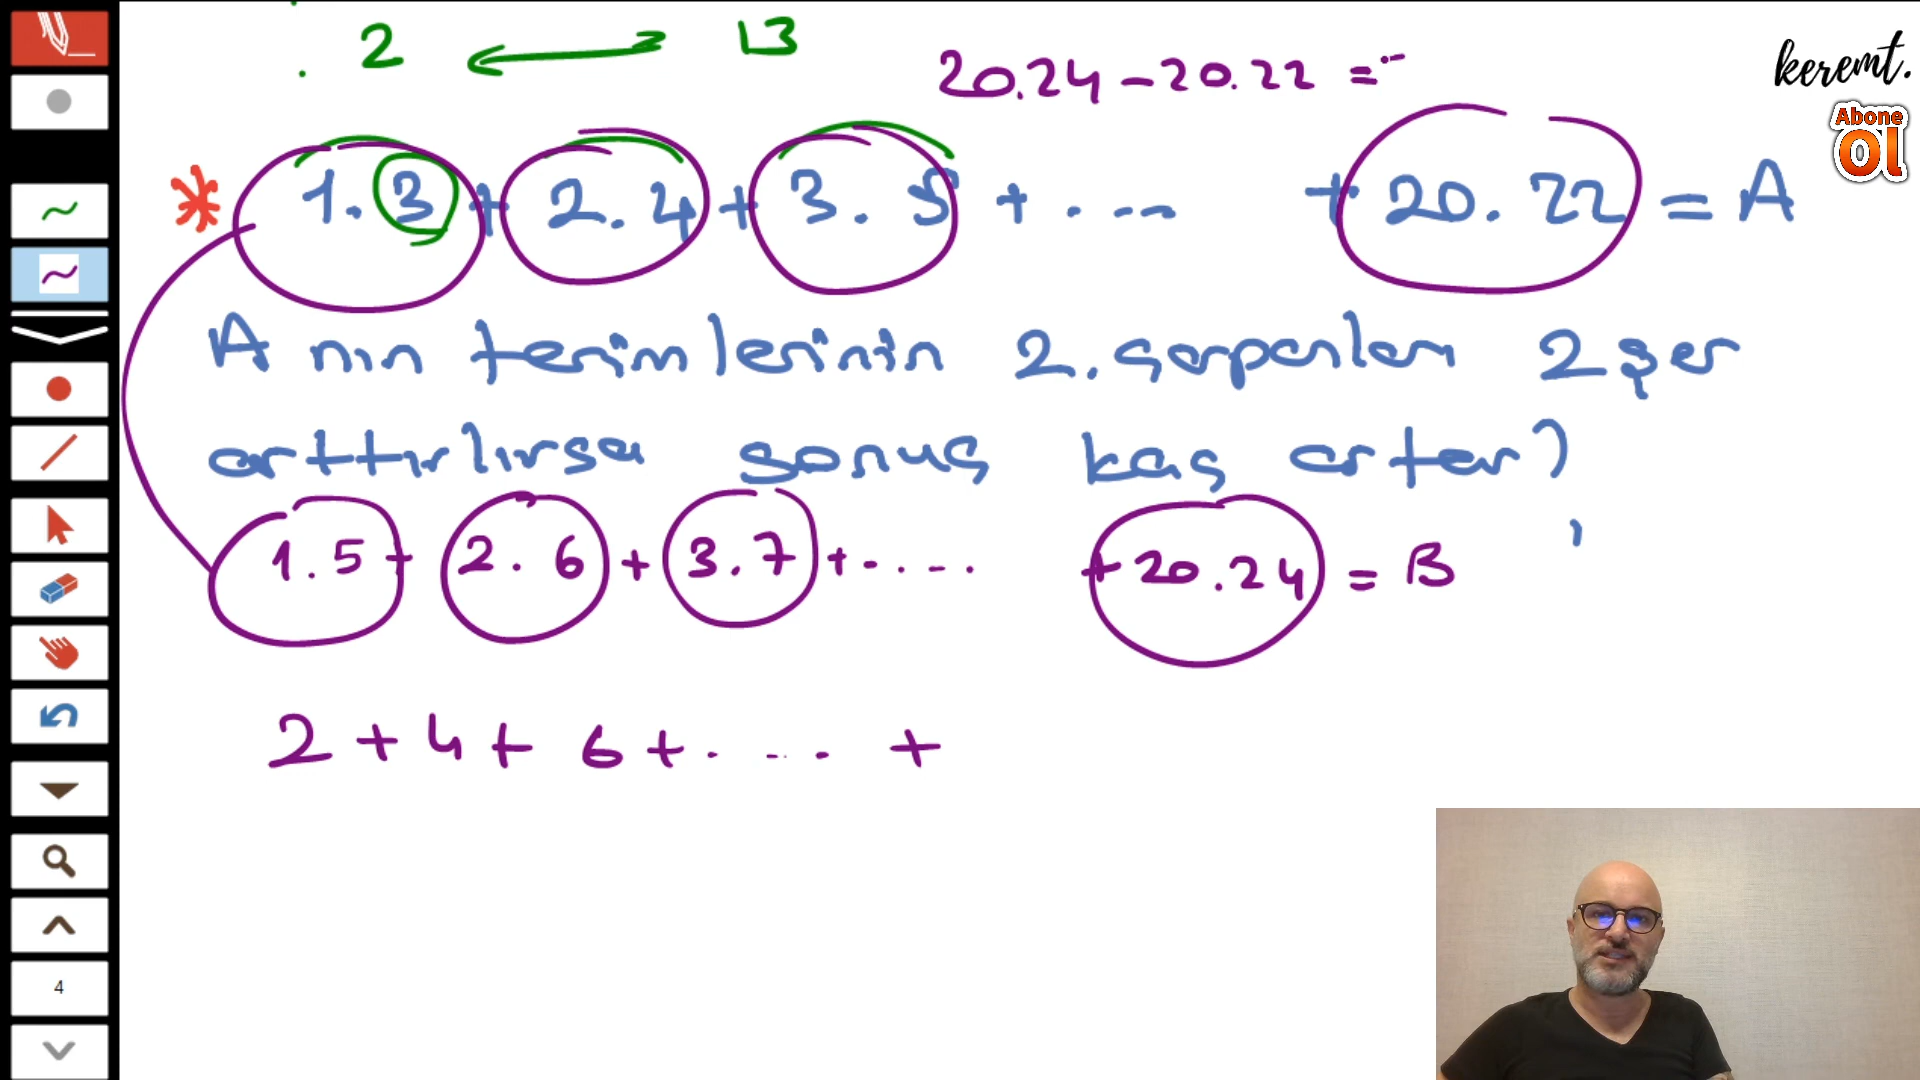 2 ↔ 13
20.24 - 20.22 =
keremt.
Abone
Ol
* 1.3 + 2.4 + 3.5 + .... + 20.22 = A
A nın terimlerinin 2. çarpanları 2 şer
arttırlırsa sonuç kaç artar?
1.5 + 2.6 + 3.7 + .... + 20.24 = B
2 + 4 + 6 + .... +
4